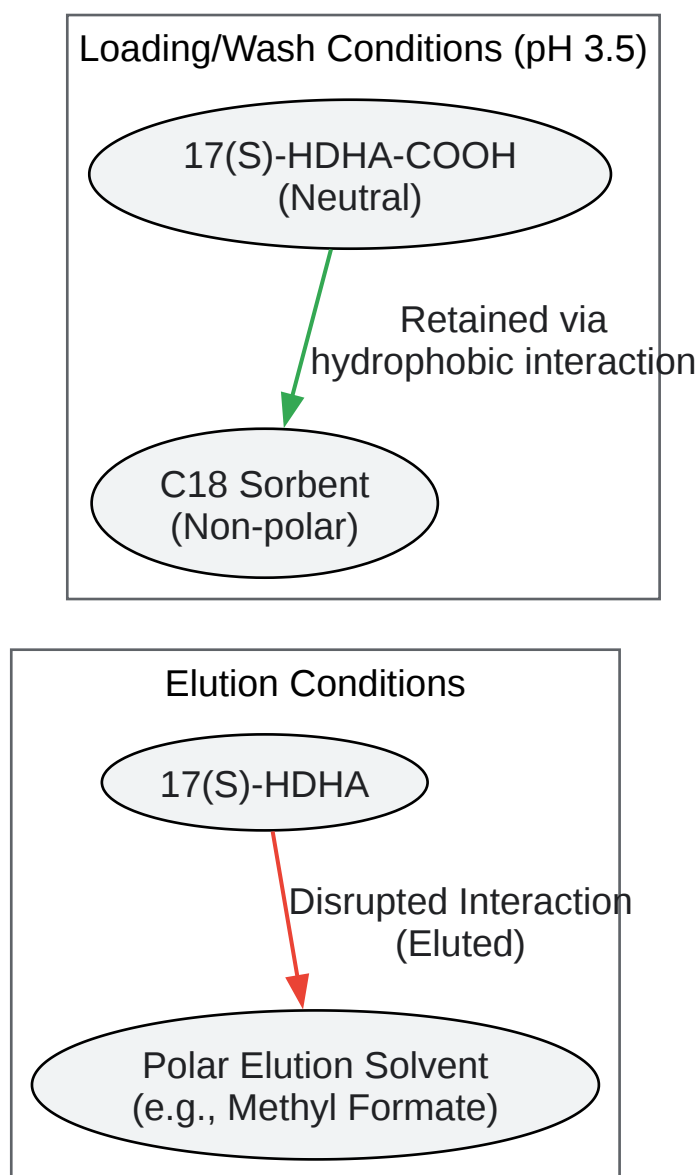 Loading/Wash Conditions (pH 3.5)
17(S)-HDHA-COOH
(Neutral)
Retained via
hydrophobic interaction
C18 Sorbent
(Non-polar)
Elution Conditions
17(S)-HDHA
Disrupted Interaction
(Eluted)
Polar Elution Solvent
(e.g., Methyl Formate)